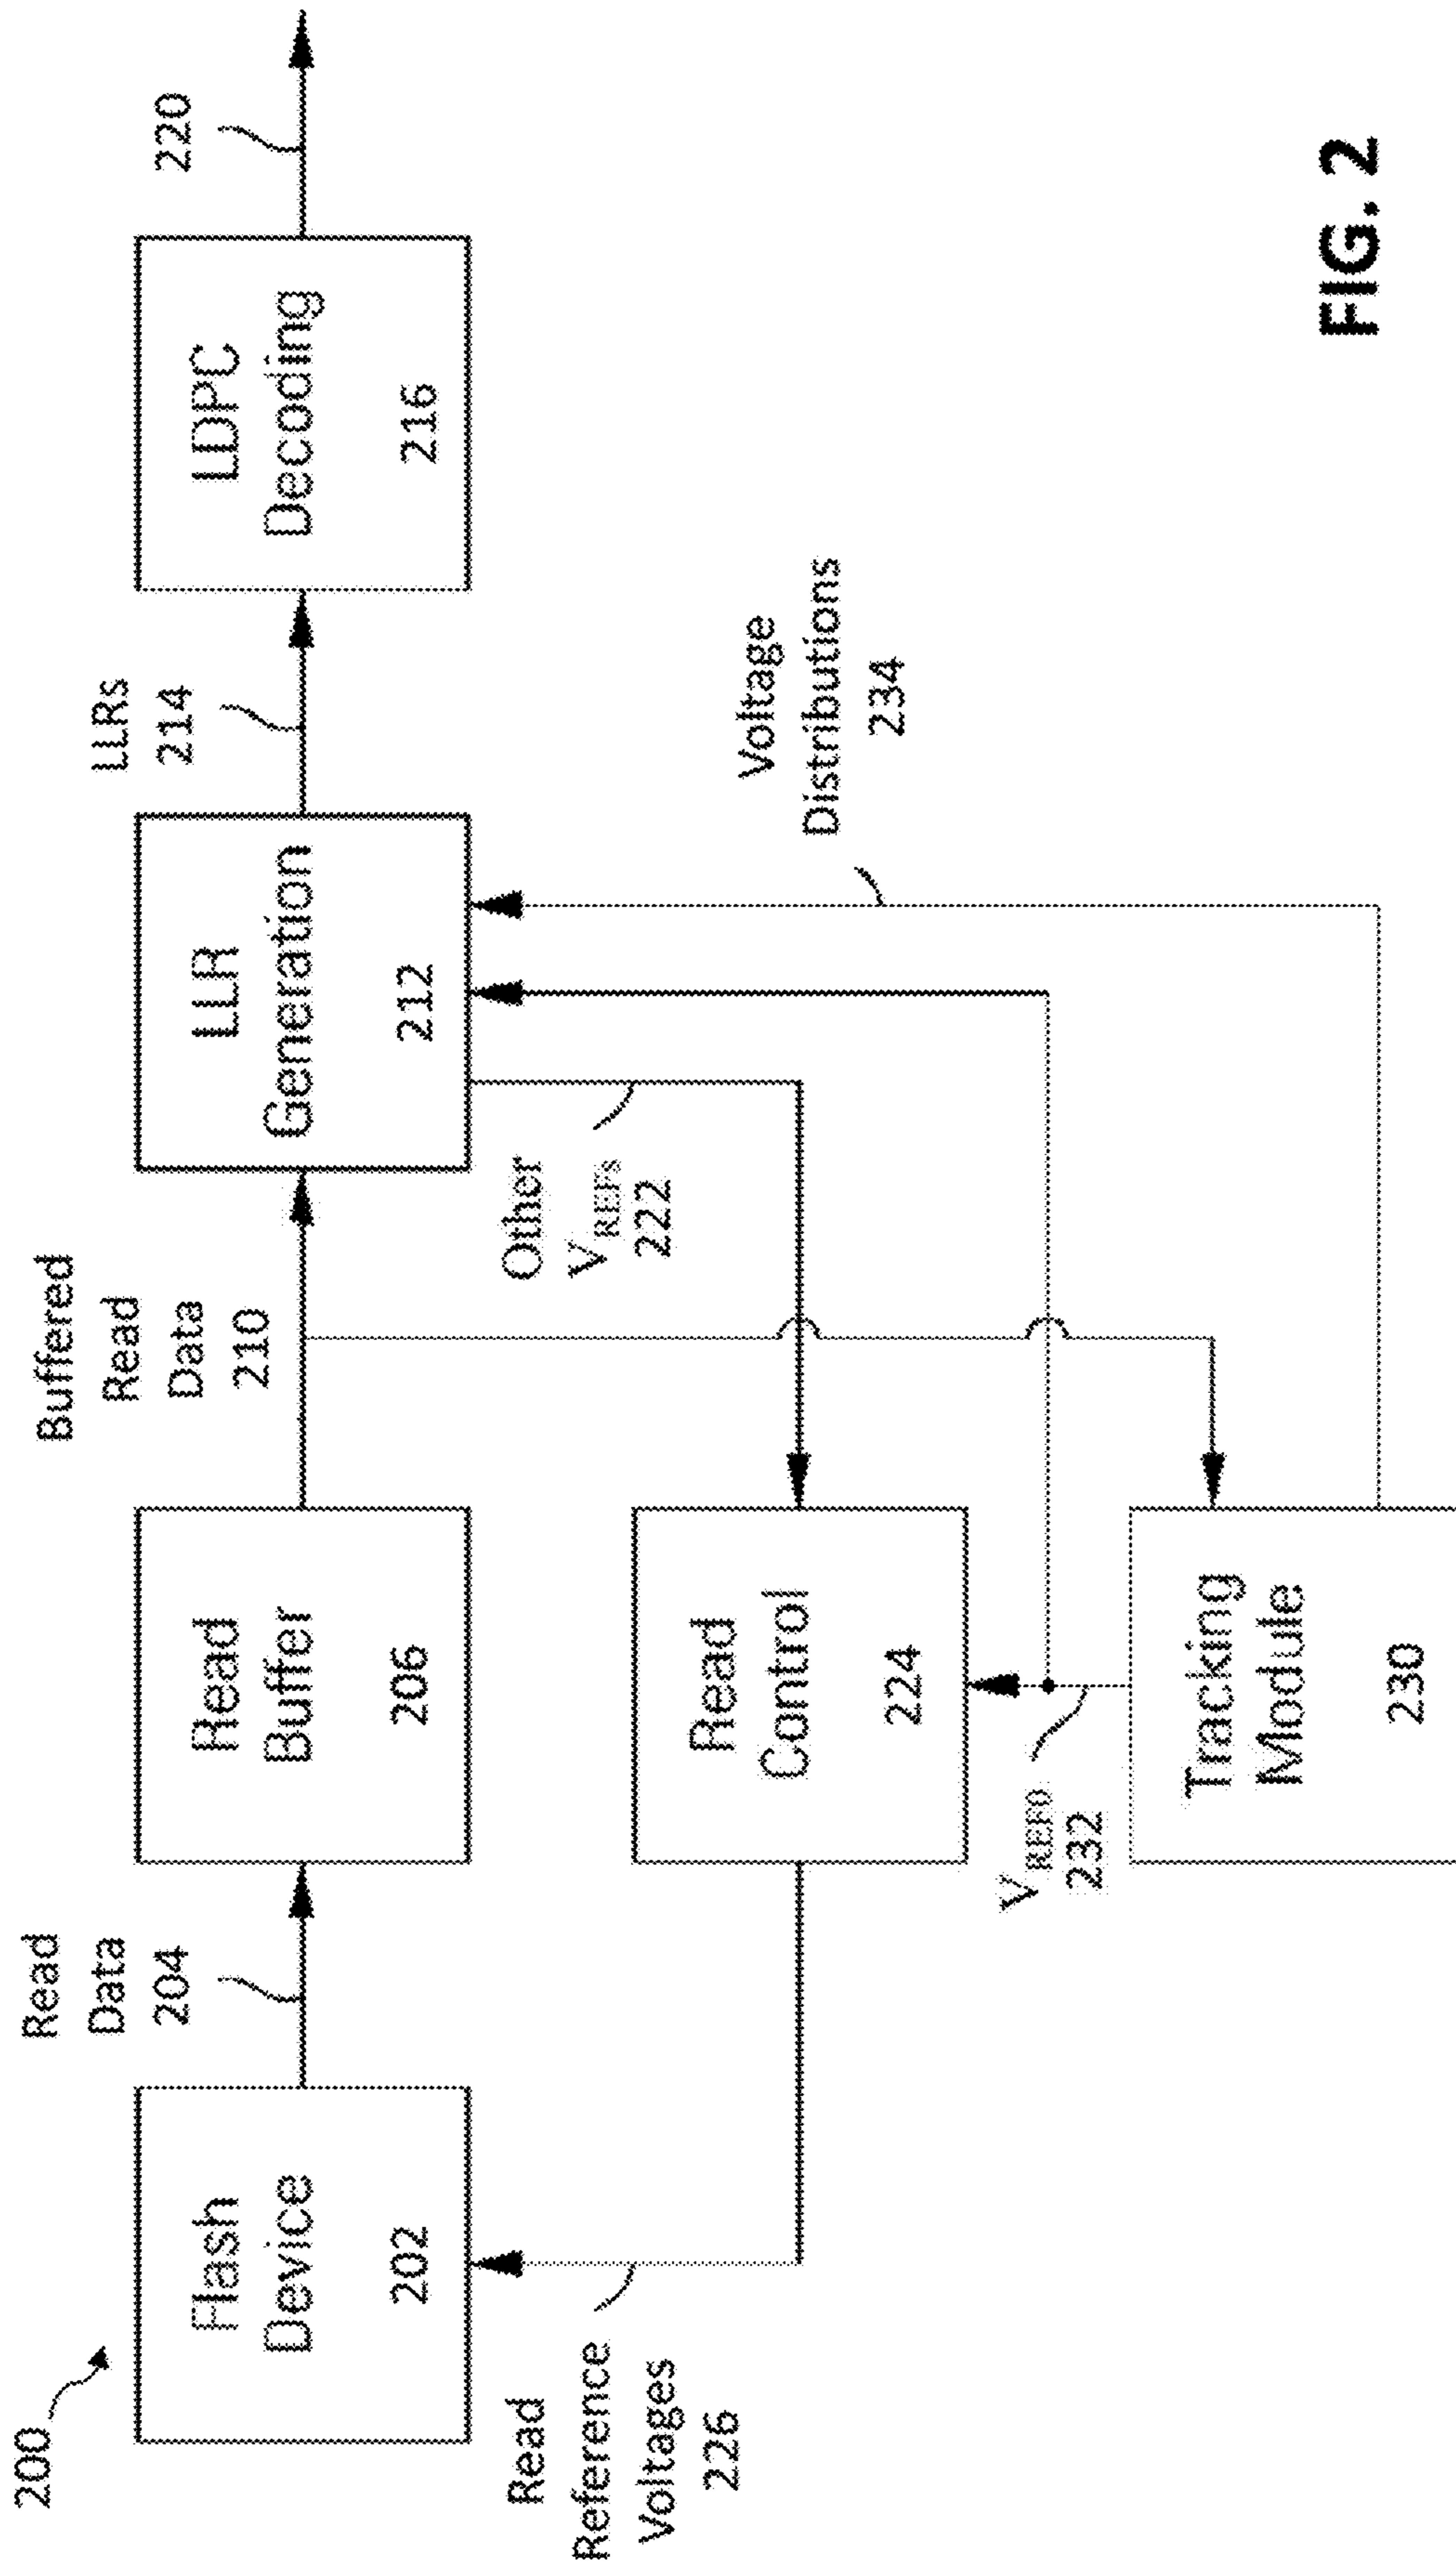 200
Flash
Device
202
Read
Data
204
Read
Buffer
206
Buffered
Read
Data
210
LLR
Generation
212
LLRs
214
LDPC
Decoding
216
220
Read
Reference
Voltages
226
Read
Control
224
Other
V_REFs
222
V_REF0
232
Tracking
Module
230
Voltage
Distributions
234
FIG. 2